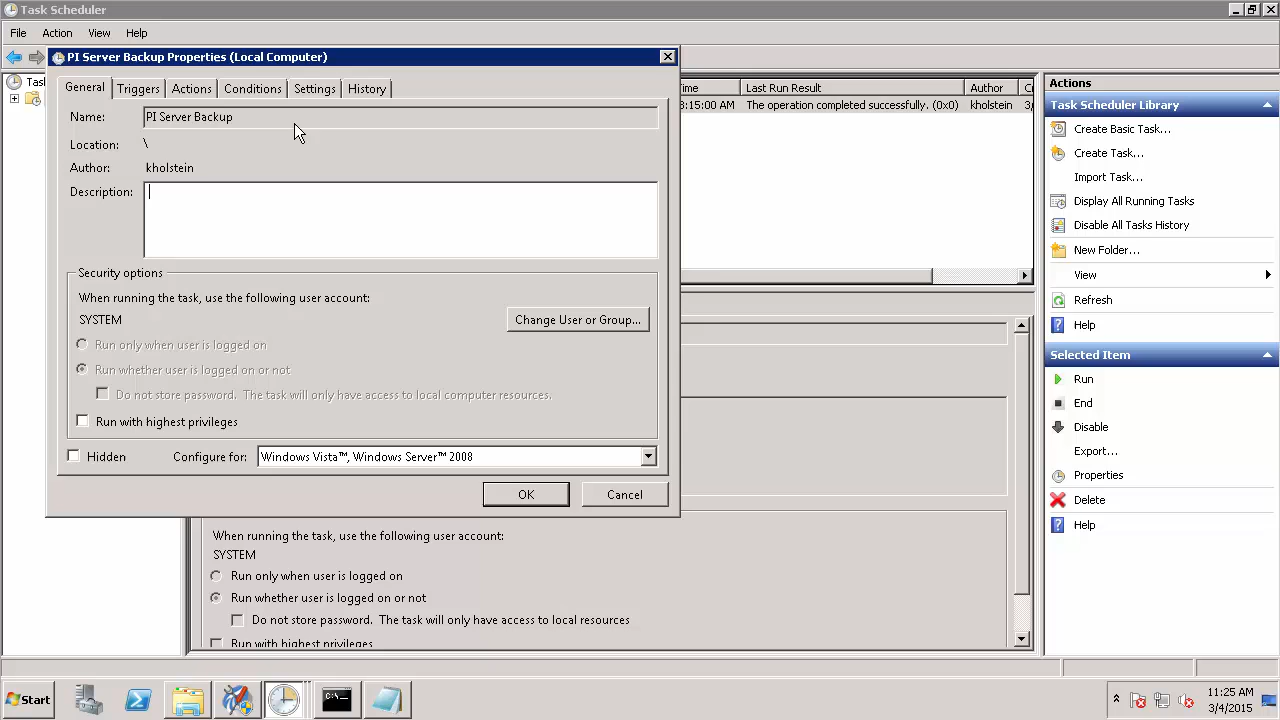 Task Scheduler
File Action View Help
PI Server Backup Properties (Local Computer)
General Triggers Actions Conditions Settings History
Name: PI Server Backup
Location: \
Author: kholstein
Description:
Security options
When running the task, use the following user account:
SYSTEM
Change User or Group...
Run only when user is logged on
Run whether user is logged on or not
Do not store password. The task will only have access to local computer resources.
Run with highest privileges
Hidden
Configure for: Windows Vista™, Windows Server™ 2008
OK Cancel
Last Run Result Author
:15:00 AM The operation completed successfully. (0x0) kholstein 3/
When running the task, use the following user account:
SYSTEM
Run only when user is logged on
Run whether user is logged on or not
Do not store password. The task will only have access to local resources
Run with highest privileges
Actions
Task Scheduler Library
Create Basic Task...
Create Task...
Import Task...
Display All Running Tasks
Disable All Tasks History
New Folder...
View
Refresh
Help
Selected Item
Run
End
Disable
Export...
Properties
Delete
Help
Start
11:25 AM
3/4/2015